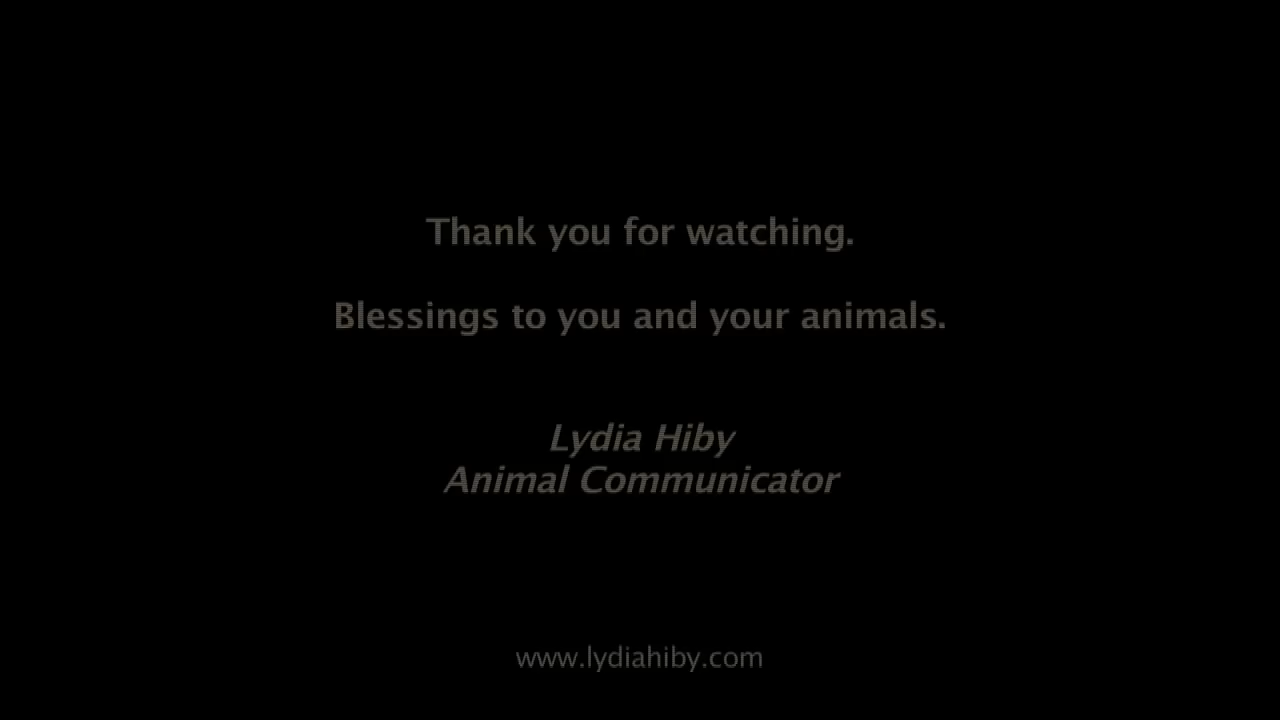 Thank you for watching.
Blessings to you and your animals.
Lydia Hiby
Animal Communicator
www.lydiahiby.com